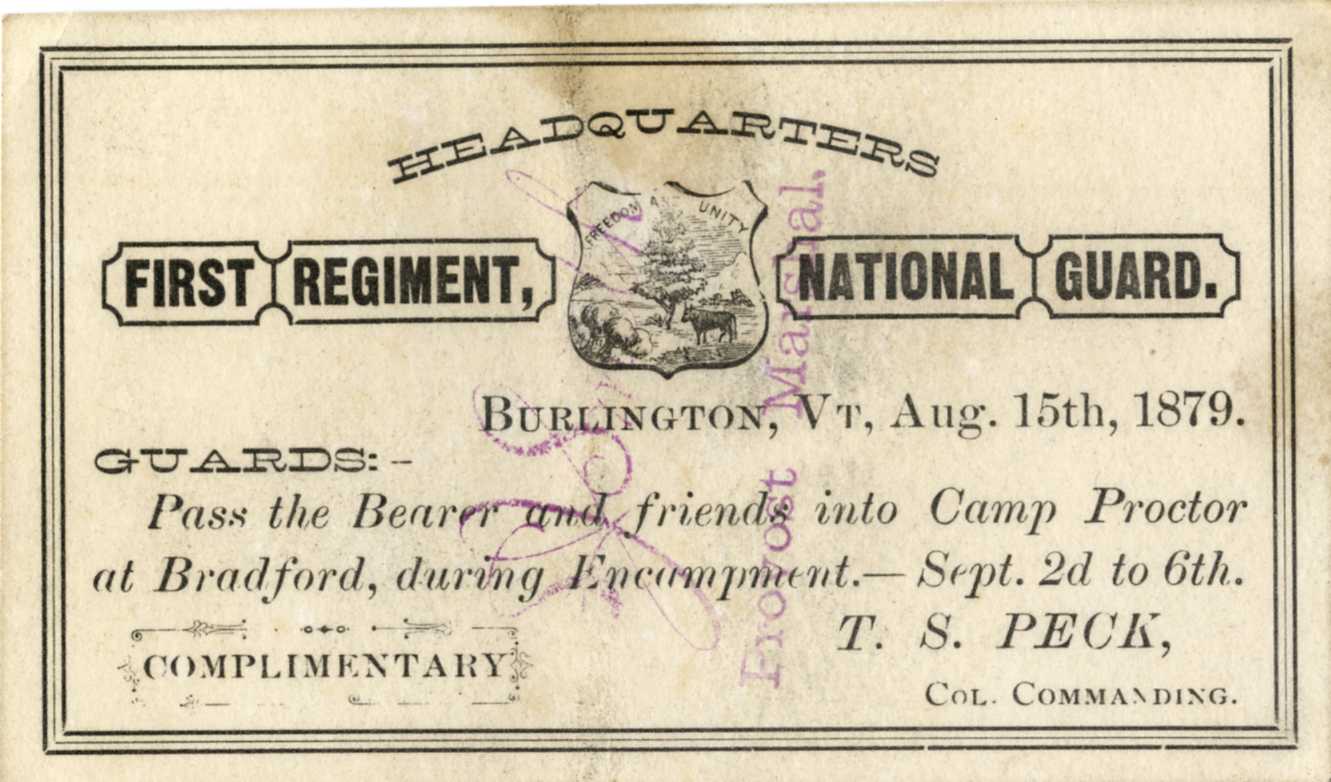 HEADQUARTERS
FREEDOM AND UNITY
FIRST REGIMENT, NATIONAL GUARD.
BURLINGTON, VT, Aug. 15th, 1879.
GUARDS: -
Pass the Bearer and friends into Camp Proctor
at Bradford, during Encampment.— Sept. 2d to 6th.
T. S. PECK,
COL. COMMANDING.
COMPLIMENTARY
Provost Marshal.